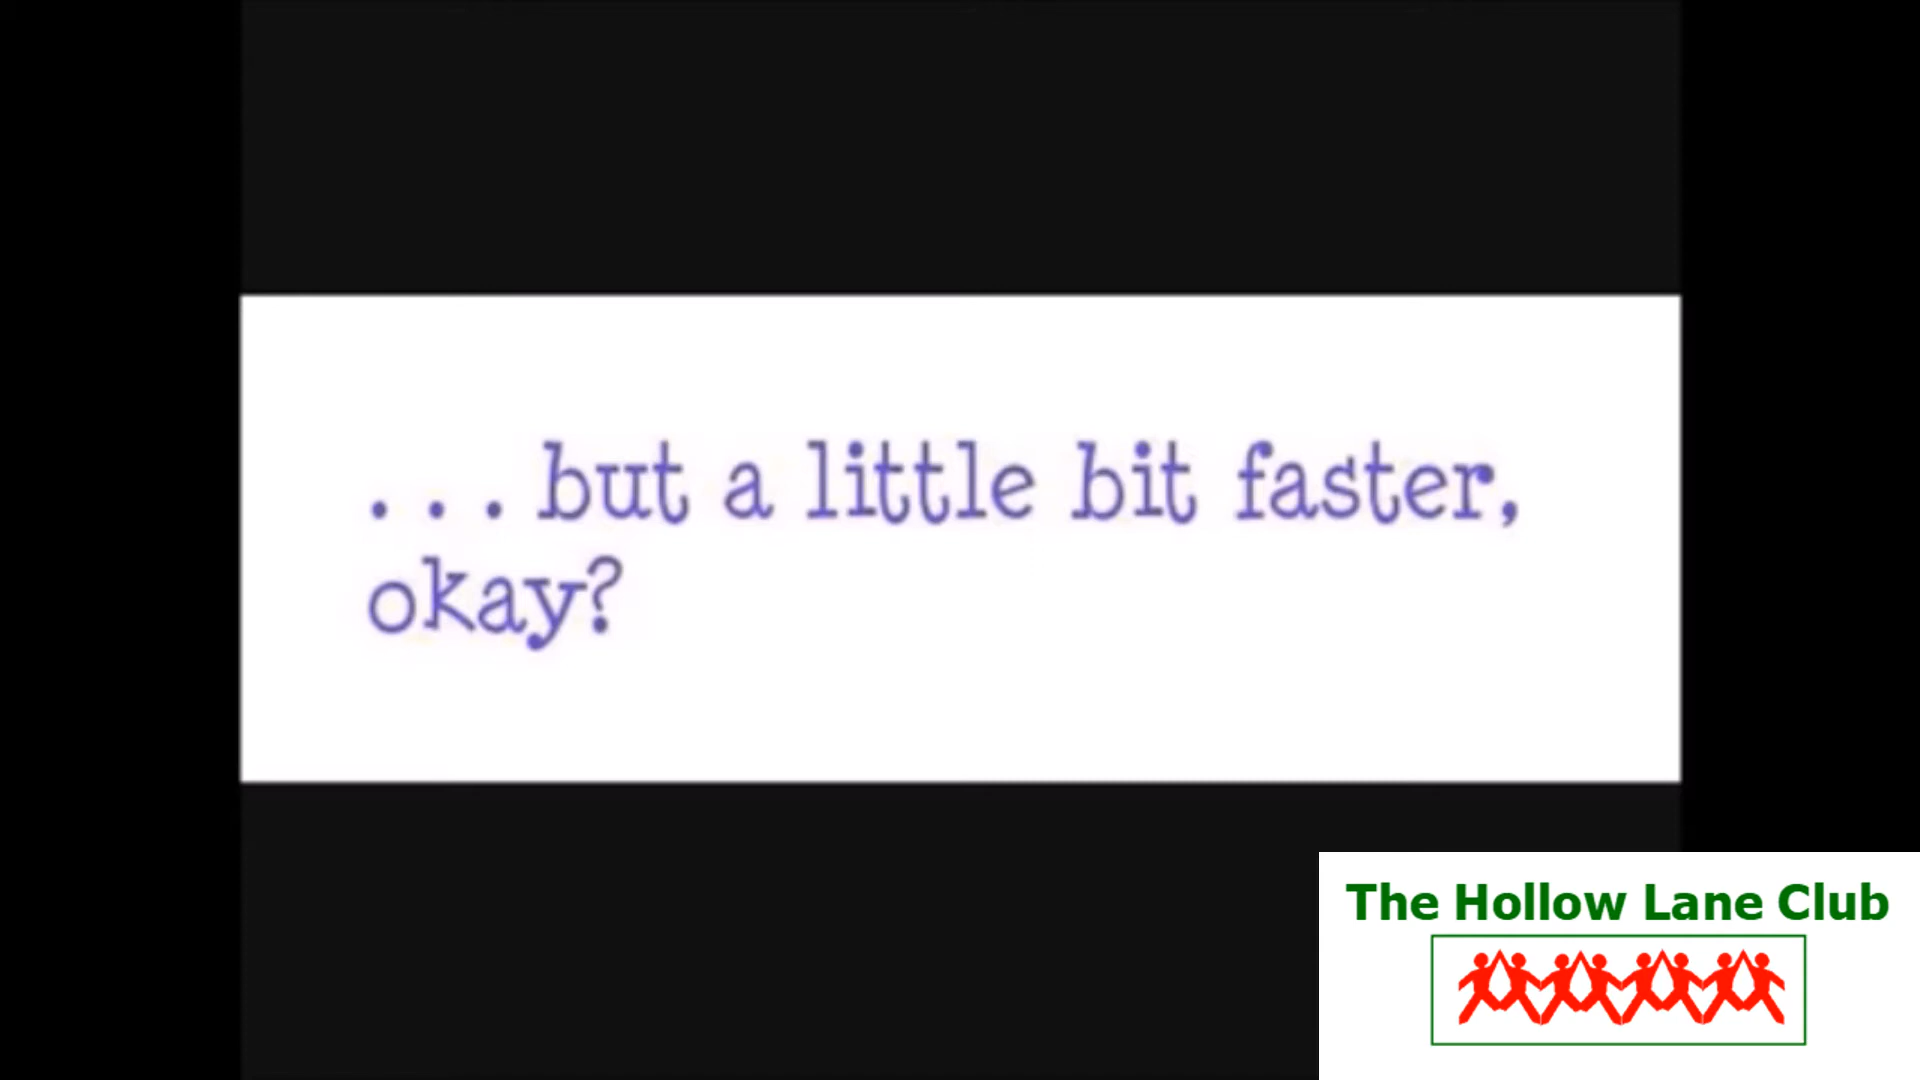 . . . but a little bit faster,
okay?
The Hollow Lane Club